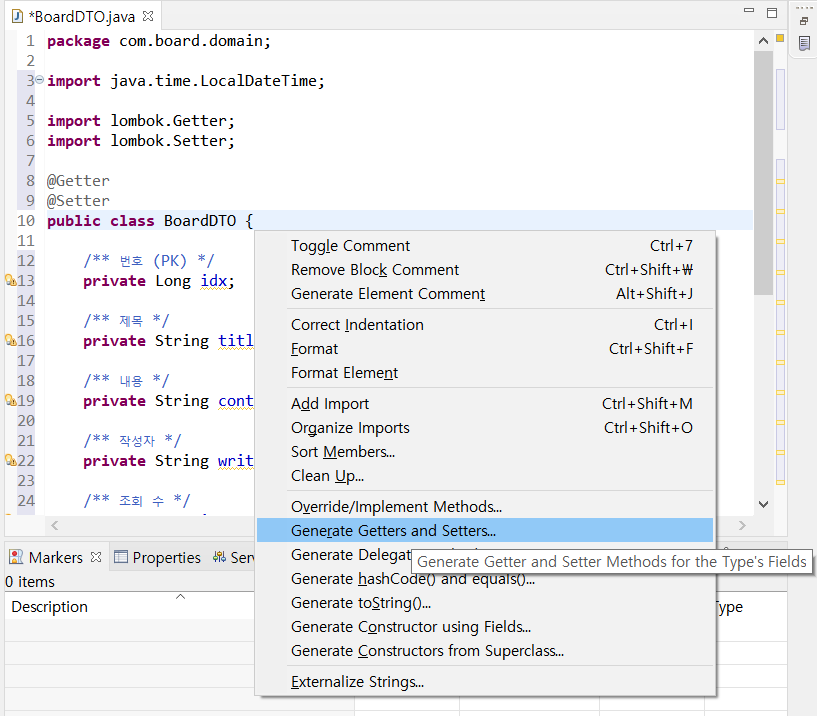 *BoardDTO.java
1 package com.board.domain;
2
3 import java.time.LocalDateTime;
4
5 import lombok.Getter;
6 import lombok.Setter;
7
8 @Getter
9 @Setter
10 public class BoardDTO {
11
12 /** 번호 (PK) */
13 private Long idx;
14
15 /** 제목 */
16 private String titl
17
18 /** 내용 */
19 private String cont
20
21 /** 작성자 */
22 private String writ
23
24 /** 조회 수 */
Toggle Comment Ctrl+7
Remove Block Comment Ctrl+Shift+₩
Generate Element Comment Alt+Shift+J
Correct Indentation Ctrl+I
Format Ctrl+Shift+F
Format Element
Add Import Ctrl+Shift+M
Organize Imports Ctrl+Shift+O
Sort Members...
Clean Up...
Override/Implement Methods...
Generate Getters and Setters...
Generate Delegat
Generate Getter and Setter Methods for the Type's Fields
Generate hashCode() and equals()...
Generate toString()...
Generate Constructor using Fields...
Generate Constructors from Superclass...
Externalize Strings...
Markers Properties Serv
0 items
Description Type